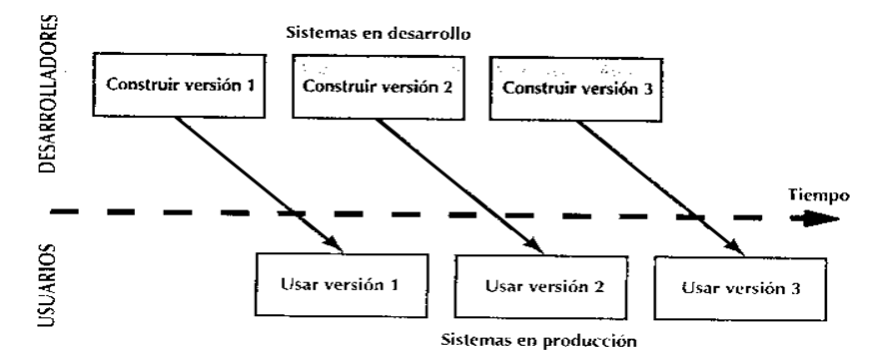 DESARROLLADORES
Sistemas en desarrollo
Construir versión 1
Construir versión 2
Construir versión 3
Tiempo
USUARIOS
Usar versión 1
Usar versión 2
Usar versión 3
Sistemas en producción